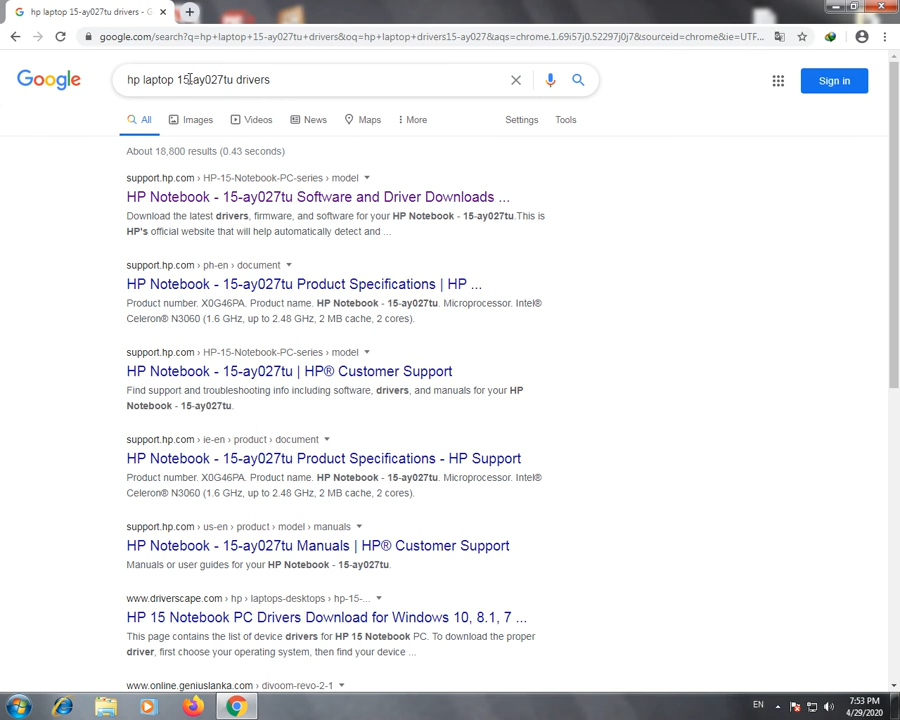 hp laptop 15-ay027tu drivers - G
google.com/search?q=hp+laptop+15-ay027tu+drivers&oq=hp+laptop+drivers15-ay027&aqs=chrome.1.69i57j0.52297j0j7&sourceid=chrome&ie=UTF...
Google
hp laptop 15-ay027tu drivers
Sign in
All Images Videos News Maps More Settings Tools
About 18,800 results (0.43 seconds)
support.hp.com › HP-15-Notebook-PC-series › model
HP Notebook - 15-ay027tu Software and Driver Downloads ...
Download the latest drivers, firmware, and software for your HP Notebook - 15-ay027tu.This is
HP's official website that will help automatically detect and ...
support.hp.com › ph-en › document
HP Notebook - 15-ay027tu Product Specifications | HP ...
Product number. X0G46PA. Product name. HP Notebook - 15-ay027tu. Microprocessor. Intel®
Celeron® N3060 (1.6 GHz, up to 2.48 GHz, 2 MB cache, 2 cores).
support.hp.com › HP-15-Notebook-PC-series › model
HP Notebook - 15-ay027tu | HP® Customer Support
Find support and troubleshooting info including software, drivers, and manuals for your HP
Notebook - 15-ay027tu.
support.hp.com › ie-en › product › document
HP Notebook - 15-ay027tu Product Specifications - HP Support
Product number. X0G46PA. Product name. HP Notebook - 15-ay027tu. Microprocessor. Intel®
Celeron® N3060 (1.6 GHz, up to 2.48 GHz, 2 MB cache, 2 cores).
support.hp.com › us-en › product › model › manuals
HP Notebook - 15-ay027tu Manuals | HP® Customer Support
Manuals or user guides for your HP Notebook - 15-ay027tu.
www.driverscape.com › hp › laptops-desktops › hp-15-...
HP 15 Notebook PC Drivers Download for Windows 10, 8.1, 7 ...
This page contains the list of device drivers for HP 15 Notebook PC. To download the proper
driver, first choose your operating system, then find your device ...
www.online.geniuslanka.com › divoom-revo-2-1
EN
7:53 PM
4/29/2020